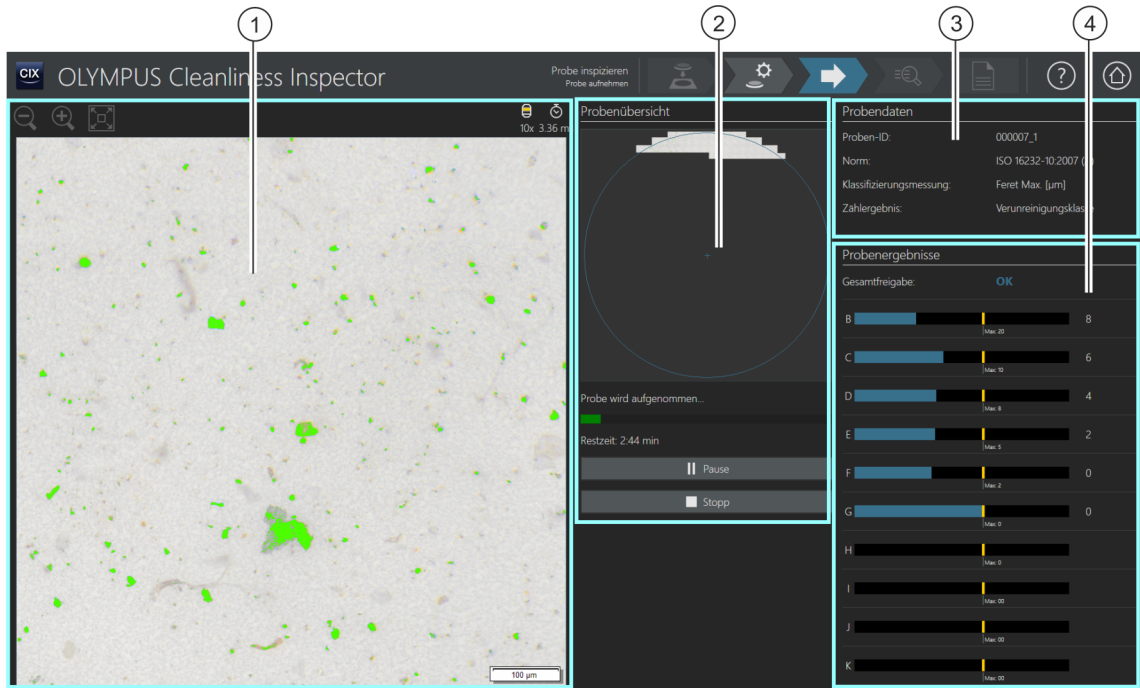 1
2
3
4
CIX OLYMPUS Cleanliness Inspector
Probe inspizieren
Probe aufnehmen
?
10x 3.36 m
100 µm
Probenübersicht
Probe wird aufgenommen...
Restzeit: 2:44 min
Pause
Stopp
Probendaten
Proben-ID: 000007_1
Norm: ISO 16232-10:2007 (A)
Klassifizierungsmessung: Feret Max. [µm]
Zählergebnis: Verunreinigungsklasse
Probenergebnisse
Gesamtfreigabe: OK
B 8
Max: 20
C 6
Max: 10
D 4
Max: 8
E 2
Max: 5
F 0
Max: 2
G 0
Max: 0
H
Max: 0
I
Max: 00
J
Max: 00
K
Max: 00